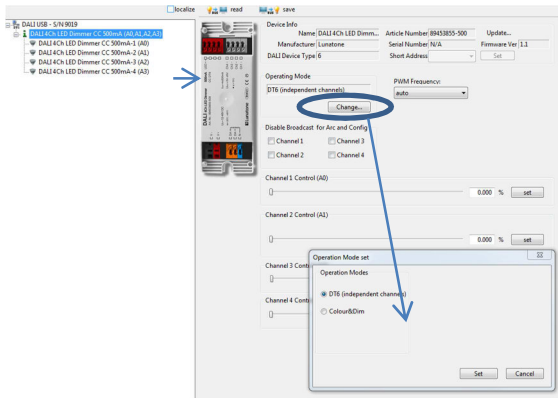 localize read save
DALI USB - S/N 9019
DALI 4Ch LED Dimmer CC 500mA (A0,A1,A2,A3)
DALI 4Ch LED Dimmer CC 500mA-1 (A0)
DALI 4Ch LED Dimmer CC 500mA-2 (A1)
DALI 4Ch LED Dimmer CC 500mA-3 (A2)
DALI 4Ch LED Dimmer CC 500mA-4 (A3)
Device Info
Name DALI 4Ch LED Dimm... Article Number 89453855-500 Update...
Manufacturer Lunatone Serial Number N/A Firmware Ver 1.1
DALI Device Type 6 Short Address Set
Operating Mode
DT6 (independent channels)
Change...
PWM Frequency:
auto
Disable Broadcast for Arc and Config
Channel 1 Channel 3
Channel 2 Channel 4
Channel 1 Control (A0)
0.000 % set
Channel 2 Control (A1)
0.000 % set
Channel 3 Cont
Channel 4 Cont
Operation Mode set
Operation Modes
DT6 (independent channels)
Colour&Dim
Set Cancel
DALI 4Ch LED Dimmer
Lunatone